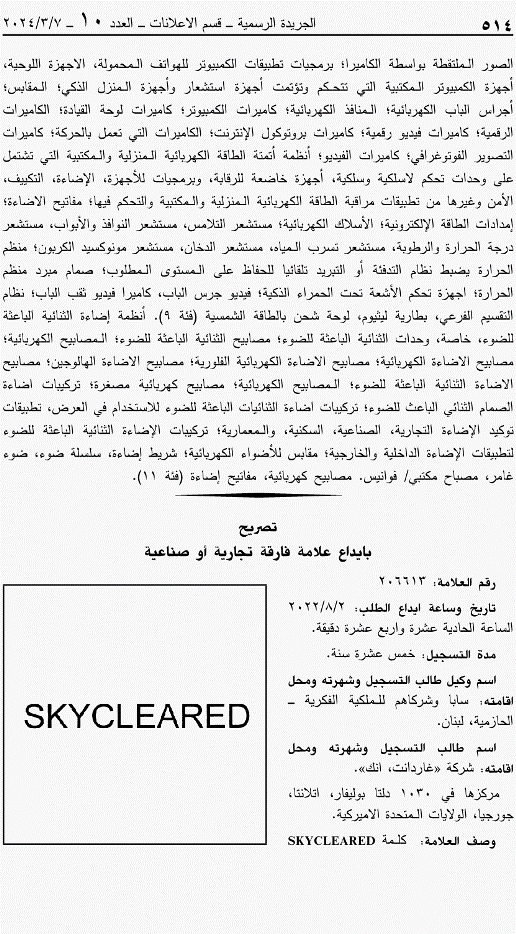 ٥١٤ الجريدة الرسمية ــ قسم الاعلانات ــ العدد ١٠ ــ ٢٠٢٤/٣/٧
الصور الملتقطة بواسطة الكاميرا؛ برمجيات تطبيقات الكمبيوتر للهواتف المحمولة، الاجهزة اللوحية،
أجهزة الكمبيوتر المكتبية التي تتحكم وتؤتمت أجهزة استشعار وأجهزة المنزل الذكي؛ المقابس؛
أجراس الباب الكهربائية؛ المنافذ الكهربائية؛ كاميرات الكمبيوتر؛ كاميرات لوحة القيادة؛ الكاميرات
الرقمية؛ كاميرات فيديو رقمية؛ كاميرات بروتوكول الإنترنت؛ الكاميرات التي تعمل بالحركة؛ كاميرات
التصوير الفوتوغرافي؛ كاميرات الفيديو؛ أنظمة أتمتة الطاقة الكهربائية المنزلية والمكتبية التي تشتمل
على وحدات تحكم لاسلكية وسلكية، أجهزة خاضعة للرقابة، وبرمجيات للأجهزة، الإضاءة، التكييف،
الأمن وغيرها من تطبيقات مراقبة الطاقة الكهربائية المنزلية والمكتبية والتحكم فيها؛ مفاتيح الاضاءة؛
إمدادات الطاقة الإلكترونية؛ الأسلاك الكهربائية؛ مستشعر التلامس، مستشعر النوافذ والأبواب، مستشعر
درجة الحرارة والرطوبة، مستشعر تسرب المياه، مستشعر الدخان، مستشعر مونوكسيد الكربون؛ منظم
الحرارة يضبط نظام التدفئة أو التبريد تلقائيا للحفاظ على المستوى المطلوب؛ صمام مبرد منظم
الحرارة؛ اجهزة تحكم الأشعة تحت الحمراء الذكية؛ فيديو جرس الباب، كاميرا فيديو ثقب الباب؛ نظام
التقسيم الفرعي، بطارية ليثيوم، لوحة شحن بالطاقة الشمسية (فئة ٩). أنظمة إضاءة الثنائية الباعثة
للضوء، خاصة، وحدات الثنائية الباعثة للضوء؛ مصابيح الثنائية الباعثة للضوء؛ المصابيح الكهربائية؛
مصابيح الاضاءة الكهربائية؛ مصابيح الاضاءة الكهربائية الفلورية؛ مصابيح الاضاءة الهالوجين؛ مصابيح
الاضاءة الثنائية الباعثة للضوء؛ المصابيح الكهربائية؛ مصابيح كهربائية مصغرة؛ تركيبات اضاءة
الصمام الثنائي الباعث للضوء؛ تركيبات اضاءة الثنائيات الباعثة للضوء للاستخدام في العرض، تطبيقات
توكيد الإضاءة التجارية، الصناعية، السكنية، والمعمارية؛ تركيبات الإضاءة الثنائية الباعثة للضوء
لتطبيقات الإضاءة الداخلية والخارجية؛ مقابس للأضواء الكهربائية؛ شريط إضاءة، سلسلة ضوء، ضوء
غامر، مصباح مكتبي/ فوانيس. مصابيح كهربائية، مفاتيح إضاءة (فئة ١١).
تصريح
بايداع علامة فارقة تجارية أو صناعية
رقم العلامة: ٢٠٦٦١٣
تاريخ وساعة ايداع الطلب: ٢٠٢٢/٨/٢
الساعة الحادية عشرة واربع عشرة دقيقة.
مدة التسجيل: خمس عشرة سنة.
اسم وكيل طالب التسجيل وشهرته ومحل
اقامته: سابا وشركاهم للملكية الفكرية ــ
الحازمية، لبنان.
اسم طالب التسجيل وشهرته ومحل
اقامته: شركة «غاردانت، انك».
مركزها في ١٠٣٠ دلتا بوليفار، اتلانتا،
جورجيا، الولايات المتحدة الاميركية.
وصف العلامة: كلمة SKYCLEARED
SKYCLEARED